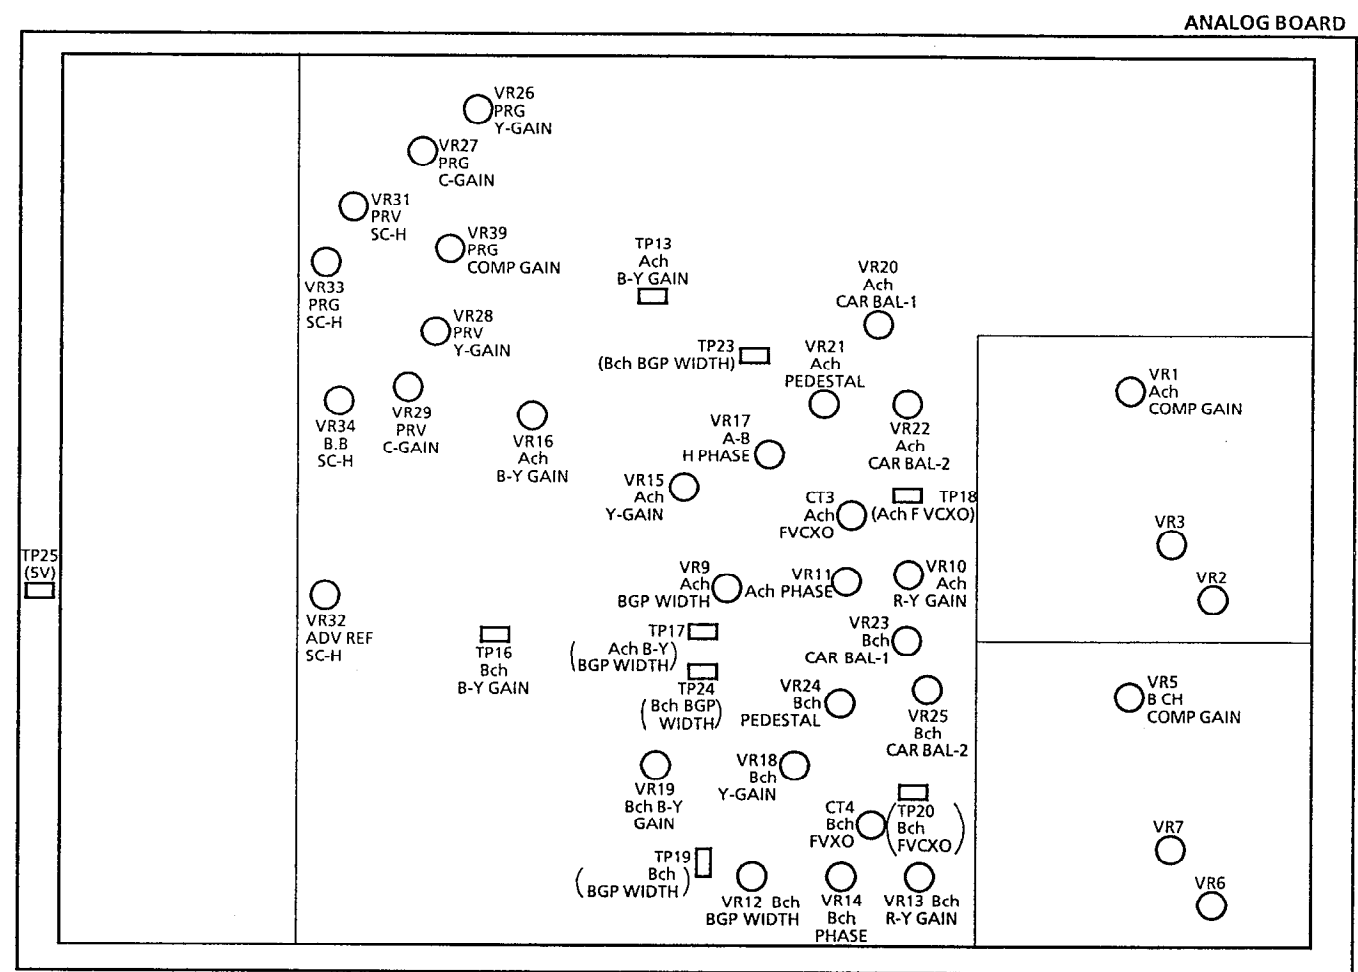 ANALOG BOARD
VR26
PRG
Y-GAIN
VR27
PRG
C-GAIN
VR31
PRV
SC-H
VR39
PRG
COMP GAIN
VR33
PRG
SC-H
TP13
Ach
B-Y GAIN
VR20
Ach
CAR BAL-1
VR28
PRV
Y-GAIN
TP23
(Bch BGP WIDTH)
VR21
Ach
PEDESTAL
VR1
Ach
COMP GAIN
VR34
B.B
SC-H
VR29
PRV
C-GAIN
VR16
Ach
B-Y GAIN
VR17
A-B
H PHASE
VR22
Ach
CAR BAL-2
VR15
Ach
Y-GAIN
CT3
Ach
FVCXO
TP18
(Ach F VCXO)
VR3
VR2
TP25
(5V)
VR9
Ach
BGP WIDTH
VR11
Ach PHASE
VR10
Ach
R-Y GAIN
VR32
ADV REF
SC-H
TP16
Bch
B-Y GAIN
TP17
(Ach B-Y
BGP WIDTH)
VR23
Bch
CAR BAL-1
TP24
(Bch BGP
WIDTH)
VR24
Bch
PEDESTAL
VR25
Bch
CAR BAL-2
VR5
B CH
COMP GAIN
VR19
Bch B-Y
GAIN
VR18
Bch
Y-GAIN
CT4
Bch
FVXO
(TP20
Bch
FVCXO)
VR7
VR6
TP19
(Bch
BGP WIDTH)
VR12 Bch
BGP WIDTH
VR14
Bch
PHASE
VR13 Bch
R-Y GAIN